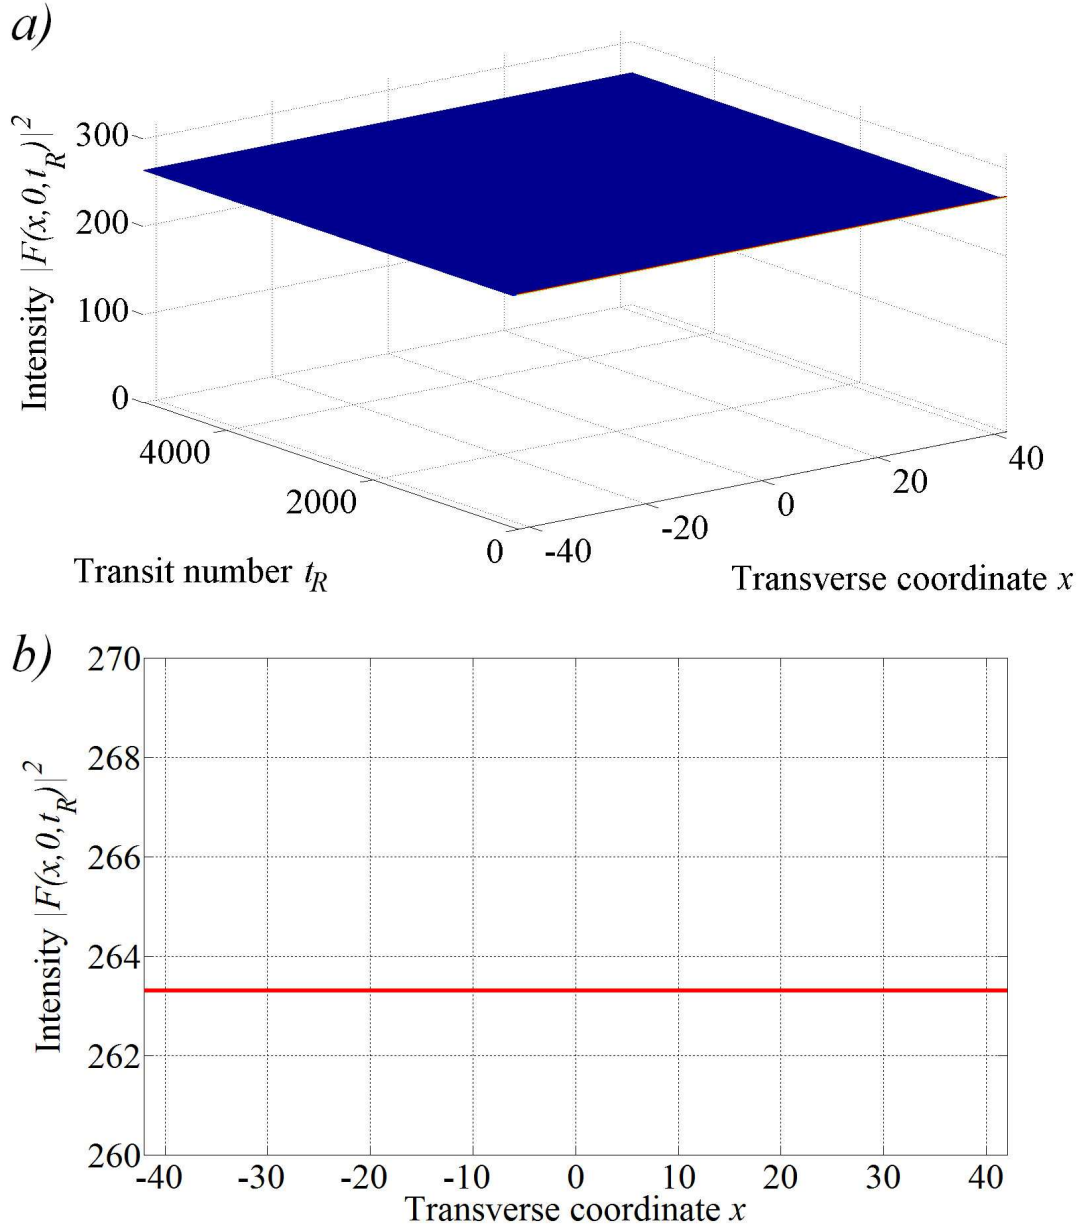 a)
Intensity |F(x,0,t_R)|^2
300
200
100
0
4000
2000
0
-40
-20
0
20
40
Transit number t_R
Transverse coordinate x
b)
Intensity |F(x,0,t_R)|^2
270
268
266
264
262
260
-40 -30 -20 -10 0 10 20 30 40
Transverse coordinate x